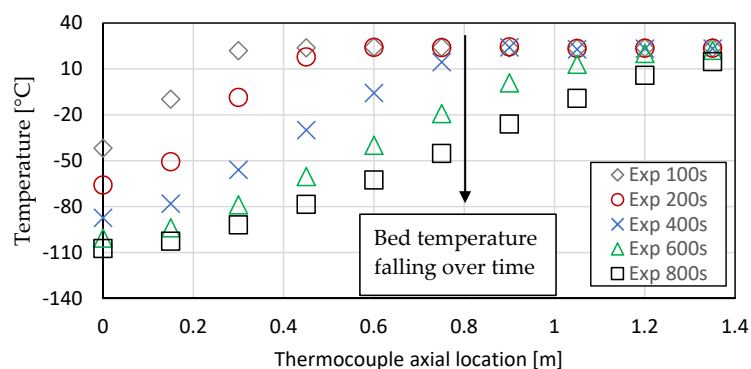 40
10
-20
-50
-80
-110
-140
Temperature [°C]
Exp 100s
Exp 200s
Exp 400s
Exp 600s
Exp 800s
Bed temperature
falling over time
0
0.2
0.4
0.6
0.8
1
1.2
1.4
Thermocouple axial location [m]